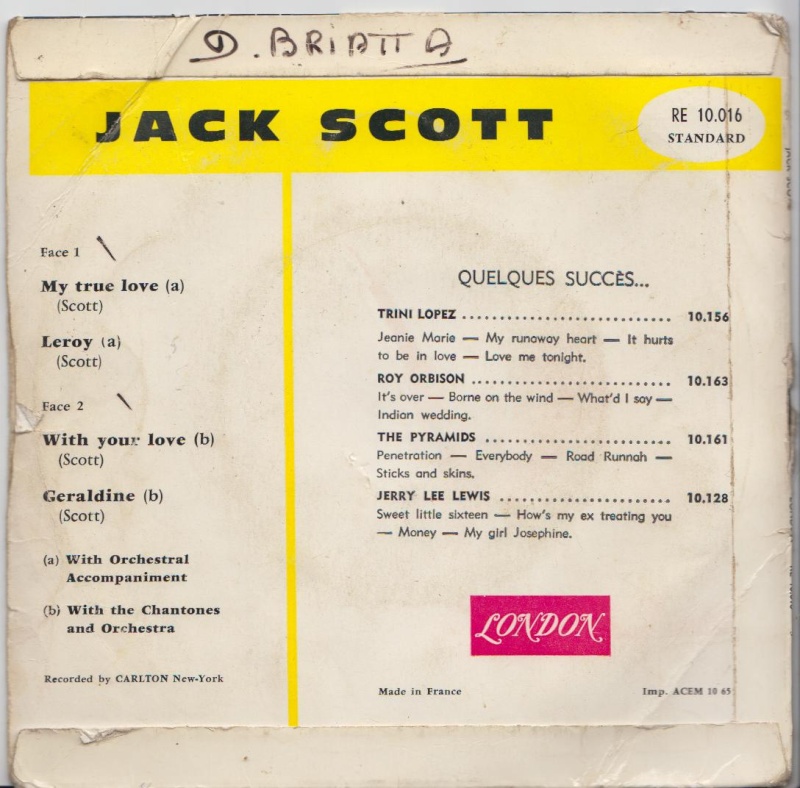 D. BRIATTA
JACK SCOTT
RE 10.016
STANDARD
Face 1
My true love (a)
(Scott)
Leroy (a)
(Scott)
Face 2
With your love (b)
(Scott)
Geraldine (b)
(Scott)
(a) With Orchestral
Accompaniment
(b) With the Chantones
and Orchestra
Recorded by CARLTON New-York
QUELQUES SUCCÈS...
TRINI LOPEZ .............................. 10.156
Jeanie Marie — My runaway heart — It hurts
to be in love — Love me tonight.
ROY ORBISON ............................ 10.163
It's over — Borne on the wind — What'd I say —
Indian wedding.
THE PYRAMIDS .......................... 10.161
Penetration — Everybody — Road Runnah —
Sticks and skins.
JERRY LEE LEWIS ........................ 10.128
Sweet little sixteen — How's my ex treating you
— Money — My girl Josephine.
LONDON
Made in France
Imp. ACEM 10 65